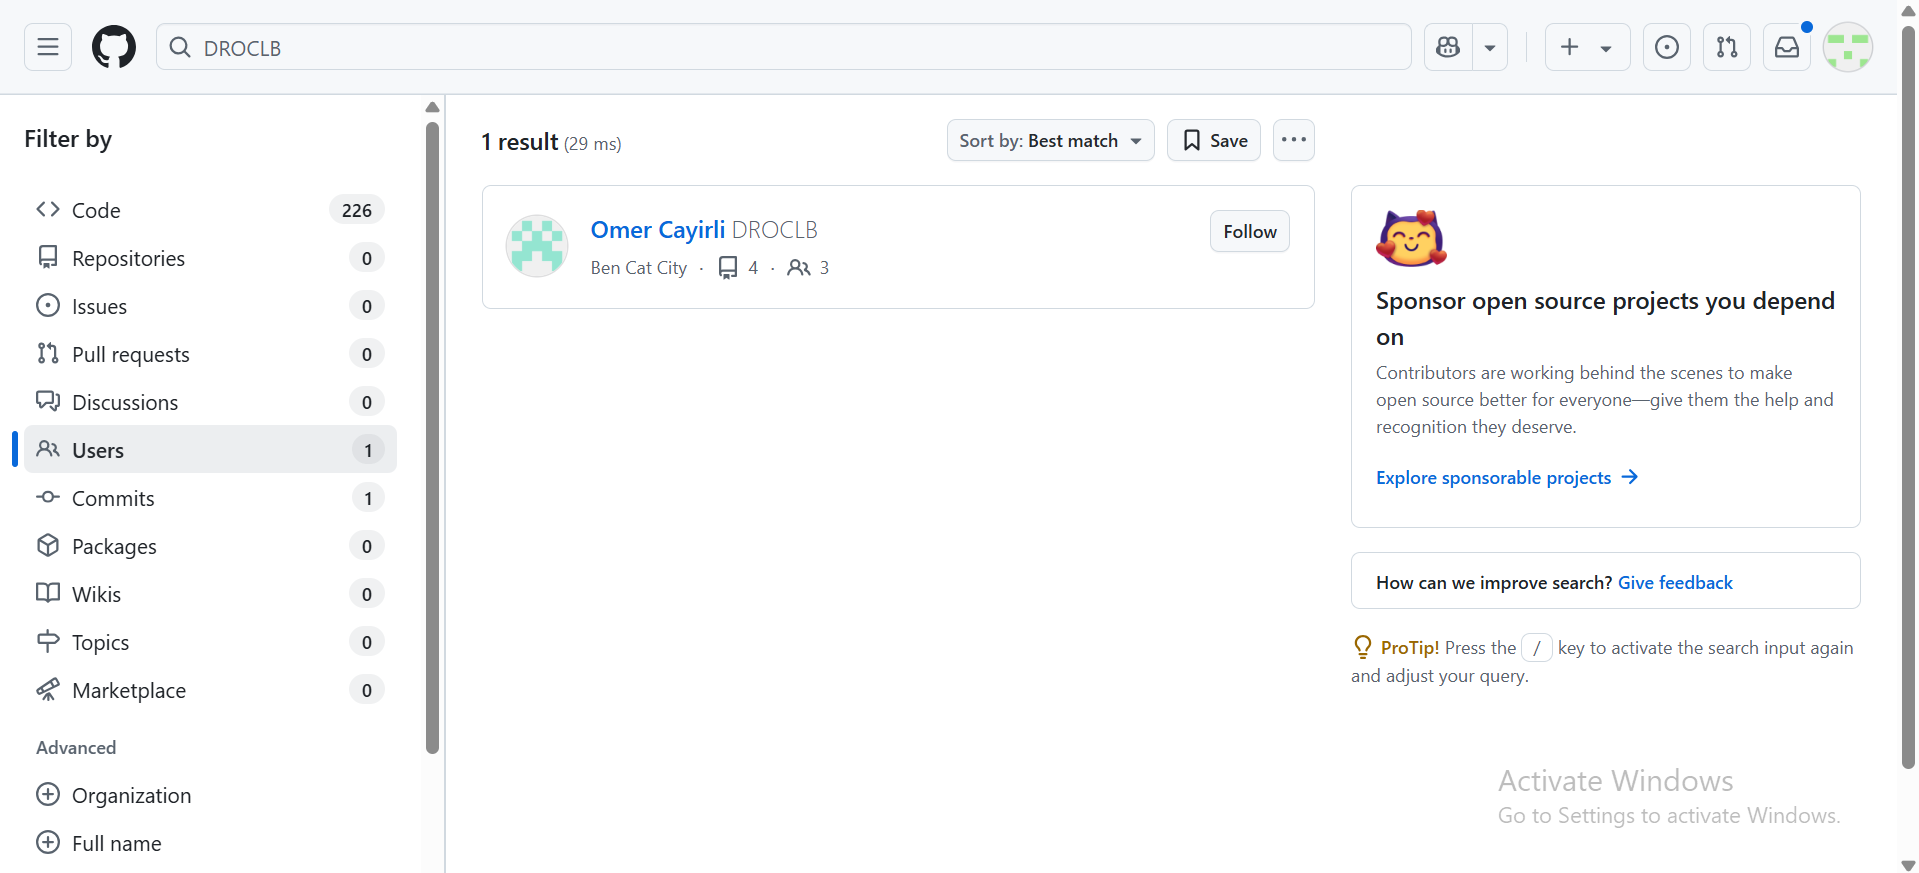 DROCLB
Filter by
Code 226
Repositories 0
Issues 0
Pull requests 0
Discussions 0
Users 1
Commits 1
Packages 0
Wikis 0
Topics 0
Marketplace 0
Advanced
Organization
Full name
1 result (29 ms)
Sort by: Best match
Save
Omer Cayirli DROCLB
Follow
Ben Cat City · 4 · 3
Sponsor open source projects you depend
on
Contributors are working behind the scenes to make
open source better for everyone—give them the help and
recognition they deserve.
Explore sponsorable projects
How can we improve search? Give feedback
ProTip! Press the / key to activate the search input again
and adjust your query.
Activate Windows
Go to Settings to activate Windows.